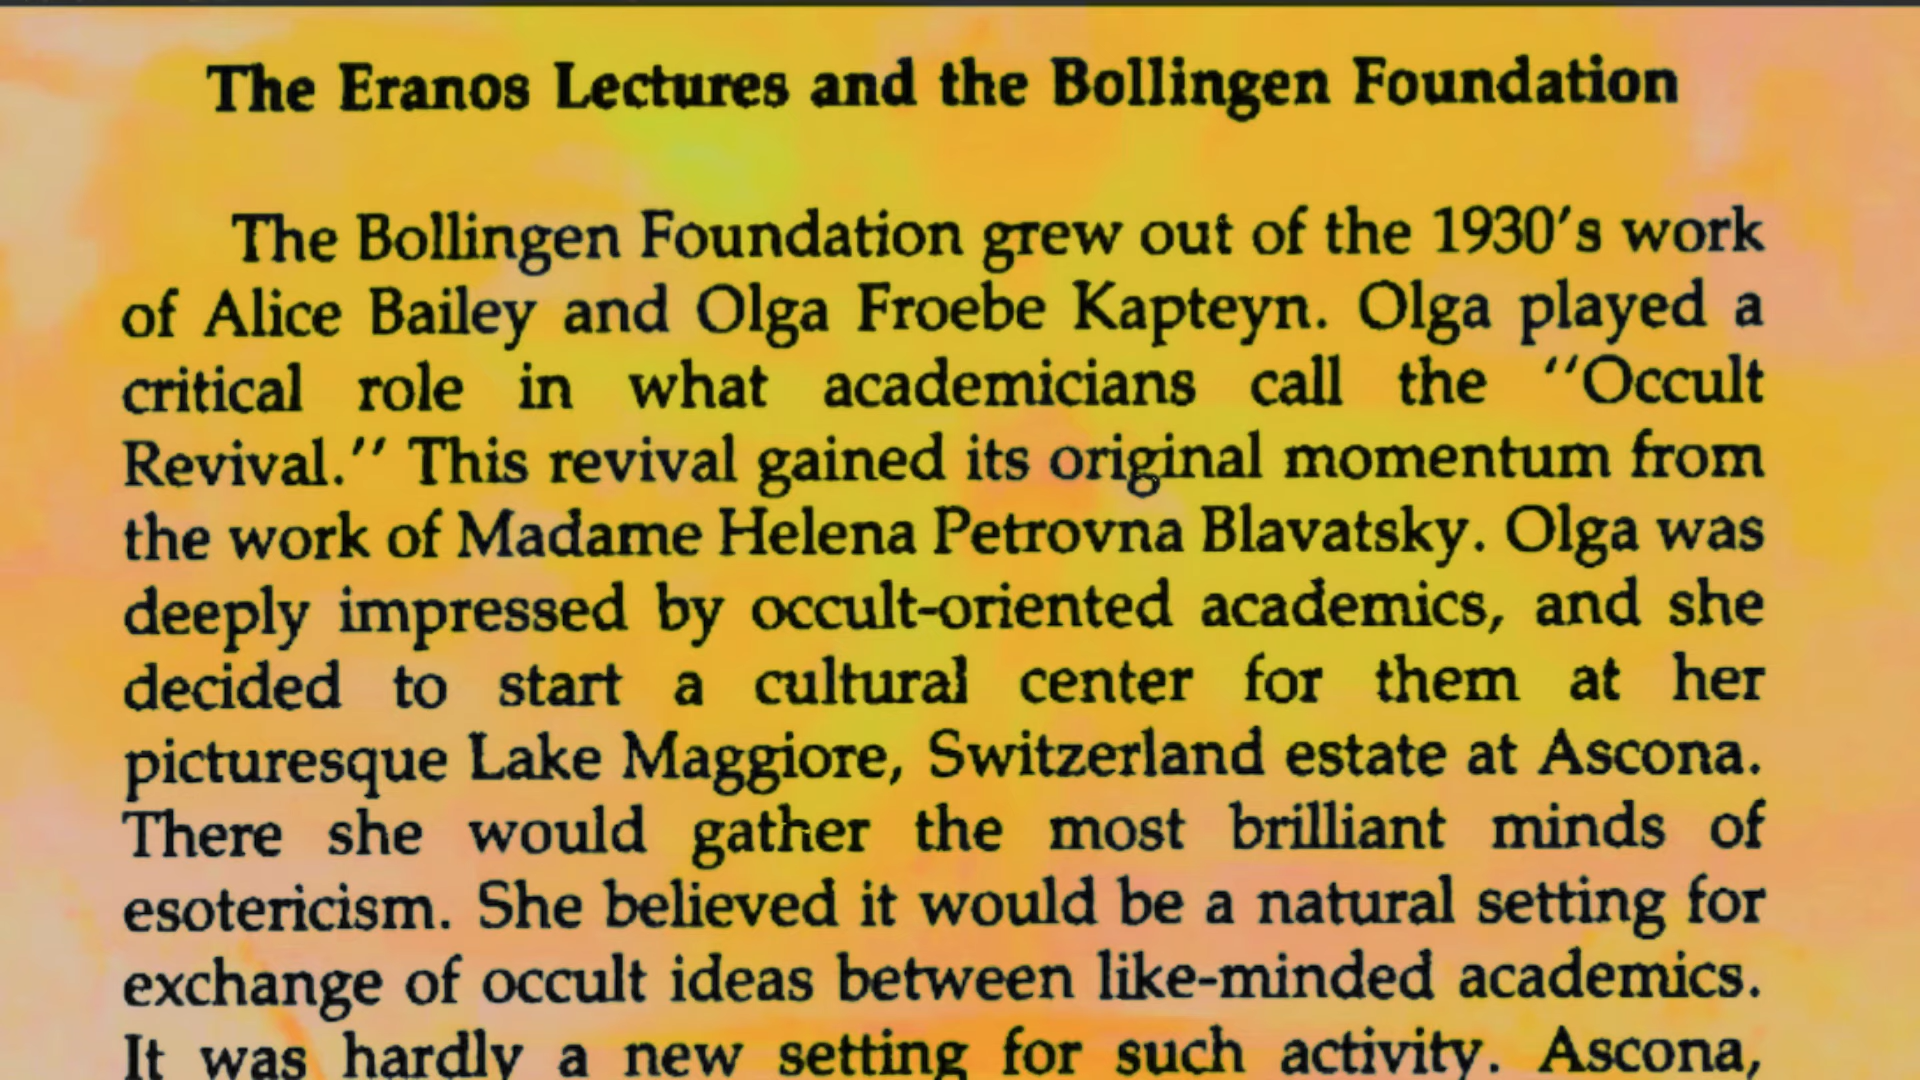 The Eranos Lectures and the Bollingen Foundation
The Bollingen Foundation grew out of the 1930's work
of Alice Bailey and Olga Froebe Kapteyn. Olga played a
critical role in what academicians call the "Occult
Revival." This revival gained its original momentum from
the work of Madame Helena Petrovna Blavatsky. Olga was
deeply impressed by occult-oriented academics, and she
decided to start a cultural center for them at her
picturesque Lake Maggiore, Switzerland estate at Ascona.
There she would gather the most brilliant minds of
esotericism. She believed it would be a natural setting for
exchange of occult ideas between like-minded academics.
It was hardly a new setting for such activity. Ascona,